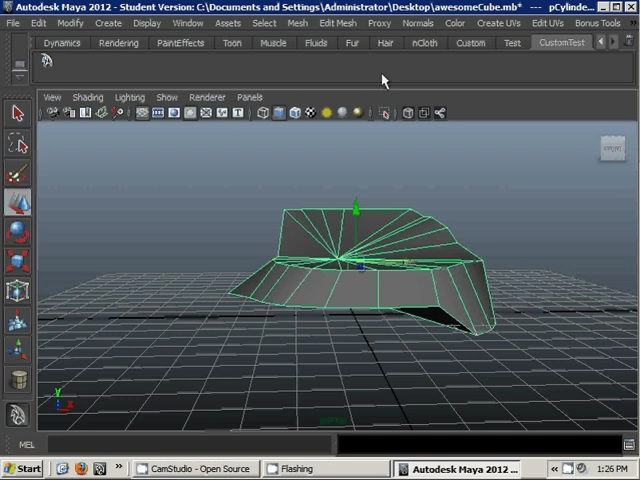 Autodesk Maya 2012 - Student Version: C:\Documents and Settings\Administrator\Desktop\awesomeCube.mb* --- pCylinde...
File Edit Modify Create Display Window Assets Select Mesh Edit Mesh Proxy Normals Color Create UVs Edit UVs Bonus Tools
Dynamics Rendering PaintEffects Toon Muscle Fluids Fur Hair nCloth Custom Test CustomTest
View Shading Lighting Show Renderer Panels
y
x
MEL
Start » CamStudio - Open Source Flashing Autodesk Maya 2012 ... « 1:26 PM